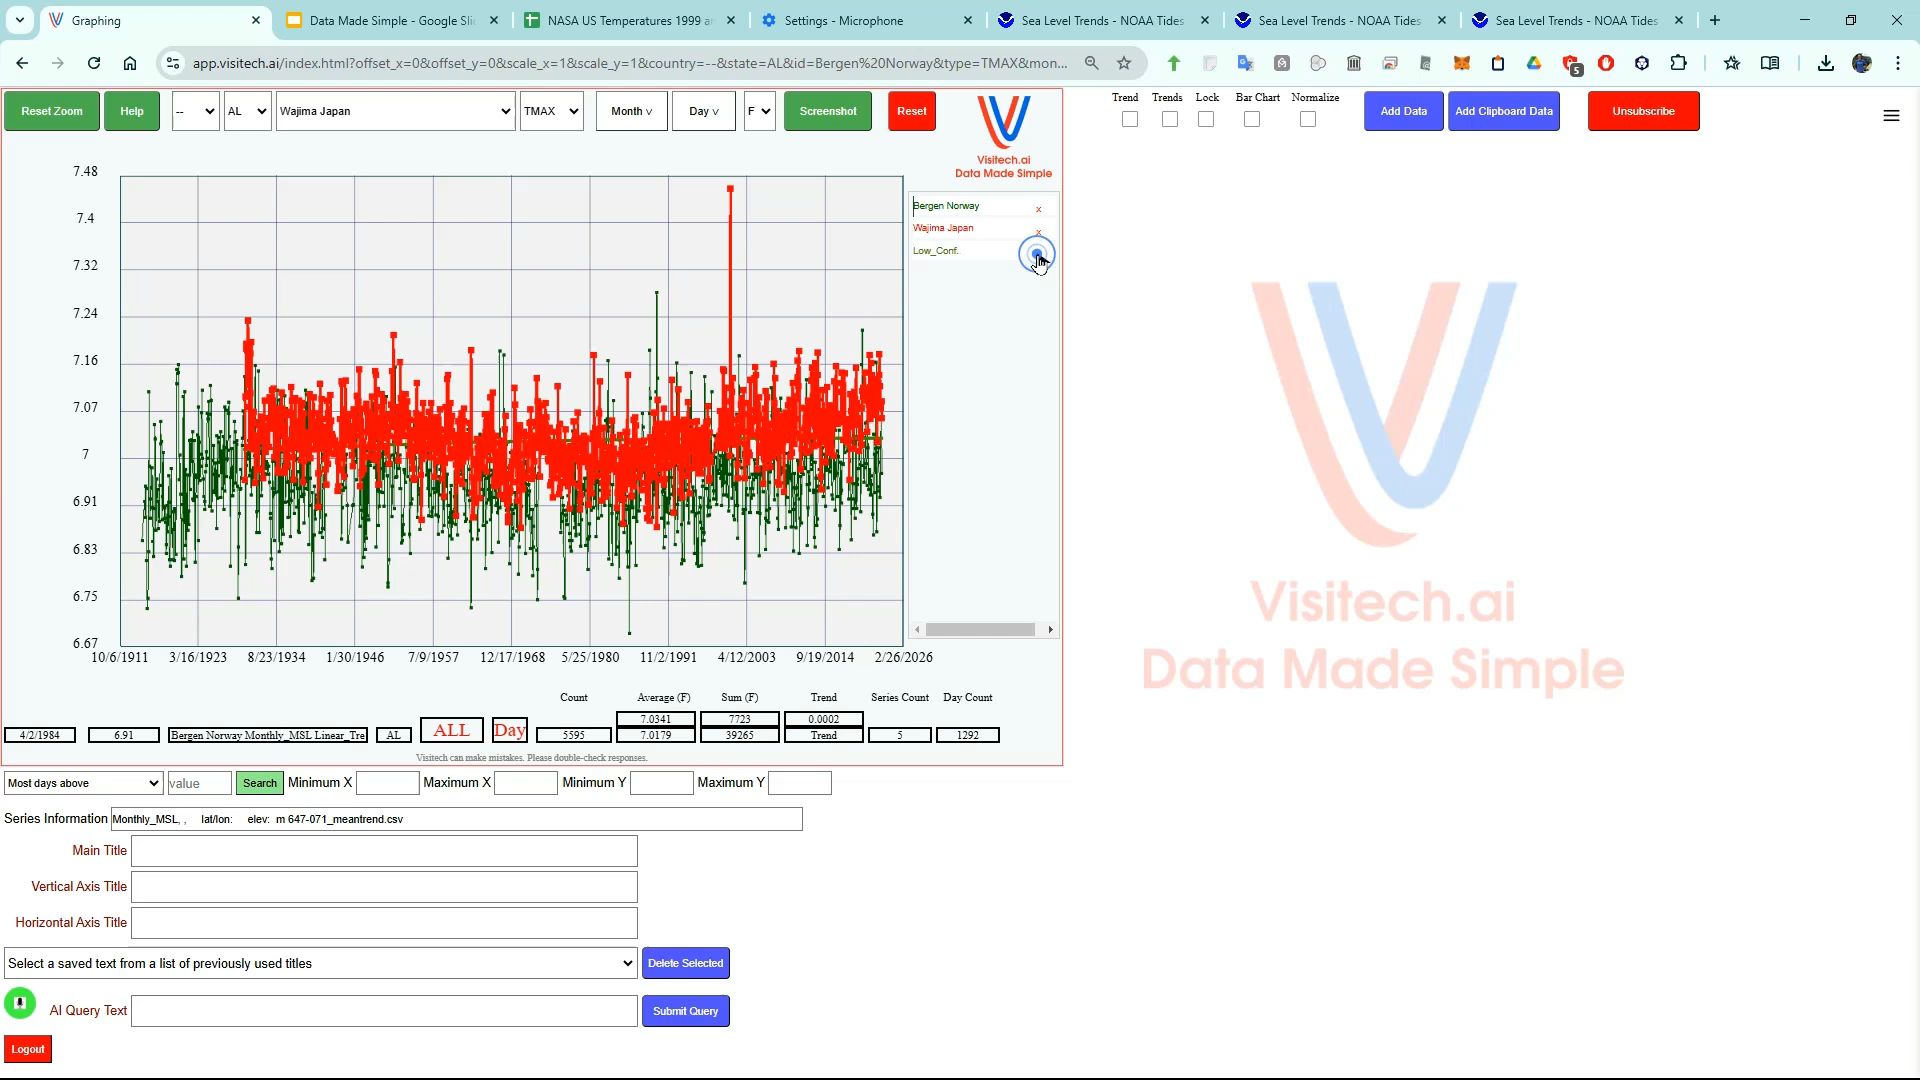 Graphing
Data Made Simple - Google Sli
NASA US Temperatures 1999 a
Settings - Microphone
Sea Level Trends - NOAA Tides
Sea Level Trends - NOAA Tides
Sea Level Trends - NOAA Tides
app.visitech.ai/index.html?offset_x=0&offset_y=0&scale_x=1&scale_y=1&country=--&state=AL&id=Bergen%20Norway&type=TMAX&mon...
5
Reset Zoom
Help
--
AL
Wajima Japan
TMAX
Month v
Day v
F
Screenshot
Reset
Visitech.ai
Data Made Simple
Trend
Trends
Lock
Bar Chart
Normalize
Add Data
Add Clipboard Data
Unsubscribe
7.48
7.4
7.32
7.24
7.16
7.07
7
6.91
6.83
6.75
6.67
10/6/1911
3/16/1923
8/23/1934
1/30/1946
7/9/1957
12/17/1968
5/25/1980
11/2/1991
4/12/2003
9/19/2014
2/26/2026
Bergen Norway x
Wajima Japan x
Low_Conf.
Visitech.ai
Data Made Simple
Count
Average (F)
Sum (F)
Trend
Series Count
Day Count
7.0341
7723
0.0002
4/2/1984
6.91
Bergen Norway Monthly_MSL Linear_Tre
AL
ALL
Day
5595
7.0179
39265
Trend
5
1292
Visitech can make mistakes. Please double-check responses.
Most days above
value
Search
Minimum X
Maximum X
Minimum Y
Maximum Y
Series Information
Monthly_MSL, , lat/lon: elev: m 647-071_meantrend.csv
Main Title
Vertical Axis Title
Horizontal Axis Title
Select a saved text from a list of previously used titles
Delete Selected
AI Query Text
Submit Query
Logout